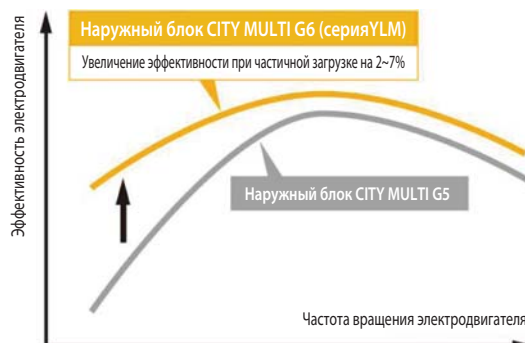 Наружный блок CITY MULTI G6 (серияYLM)
Увеличение эффективности при частичной загрузке на 2~7%
Эффективность электродвигателя
Наружный блок CITY MULTI G5
Частота вращения электродвигателя